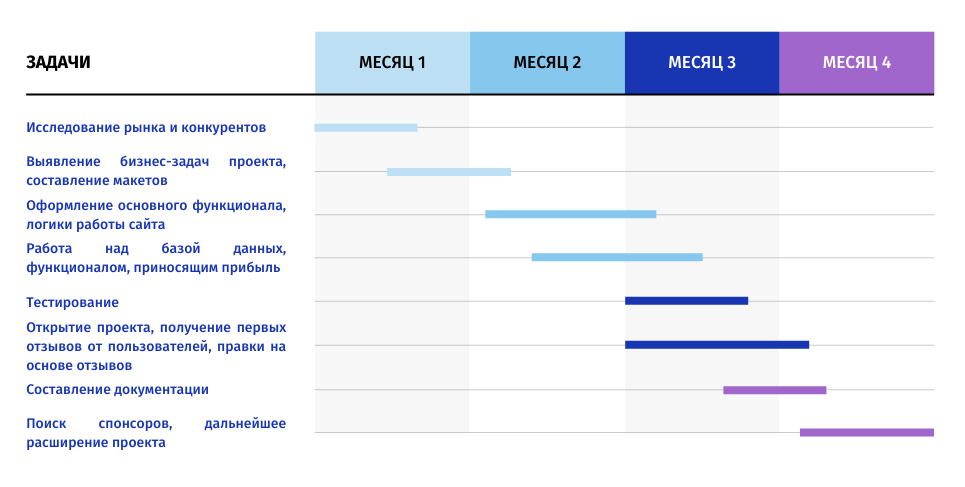 ЗАДАЧИ
МЕСЯЦ 1
МЕСЯЦ 2
МЕСЯЦ 3
МЕСЯЦ 4
Исследование рынка и конкурентов
Выявление бизнес-задач проекта,
составление макетов
Оформление основного функционала,
логики работы сайта
Работа над базой данных,
функционалом, приносящим прибыль
Тестирование
Открытие проекта, получение первых
отзывов от пользователей, правки на
основе отзывов
Составление документации
Поиск спонсоров, дальнейшее
расширение проекта